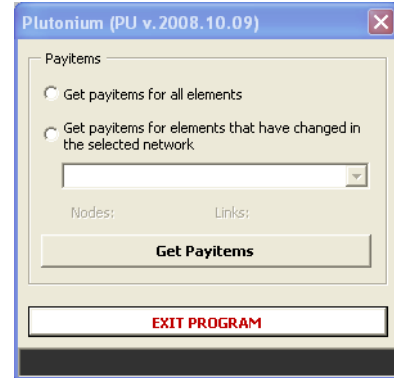 Plutonium (PU v.2008.10.09)
Payitems
Get payitems for all elements
Get payitems for elements that have changed in
the selected network
Nodes: Links:
Get Payitems
EXIT PROGRAM